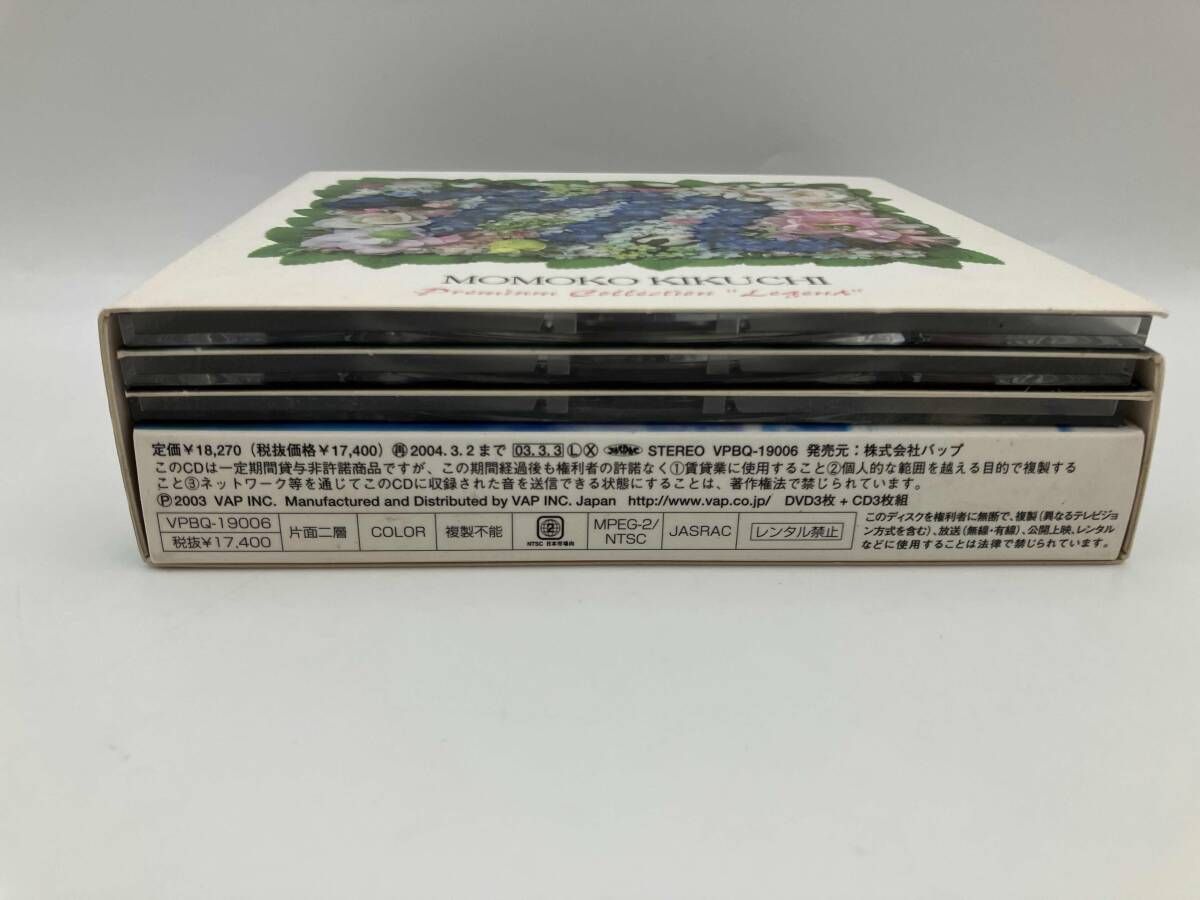 MOMOKO KIKUCHI
Premium Collection "Legend"
定価¥18,270（税抜価格¥17,400）再2004.3.2まで 03.3.3 Ⓛ Ⓧ STEREO VPBQ-19006 発売元：株式会社バップ
このCDは一定期間貸与非許諾商品ですが、この期間経過後も権利者の許諾なく①賃貸業に使用すること②個人的な範囲を越える目的で複製する
こと③ネットワーク等を通じてこのCDに収録された音を送信できる状態にすることは、著作権法で禁じられています。
Ⓟ2003 VAP INC. Manufactured and Distributed by VAP INC. Japan http://www.vap.co.jp/ DVD3枚＋CD3枚組
VPBQ-19006
税抜¥17,400
片面二層
COLOR
複製不能
2
NTSC 日本市場向
MPEG-2/
NTSC
JASRAC
レンタル禁止
このディスクを権利者に無断で、複製（異なるテレビジョ
ン方式を含む）、放送（無線・有線）、公開上映、レンタル
などに使用することは法律で禁じられています。